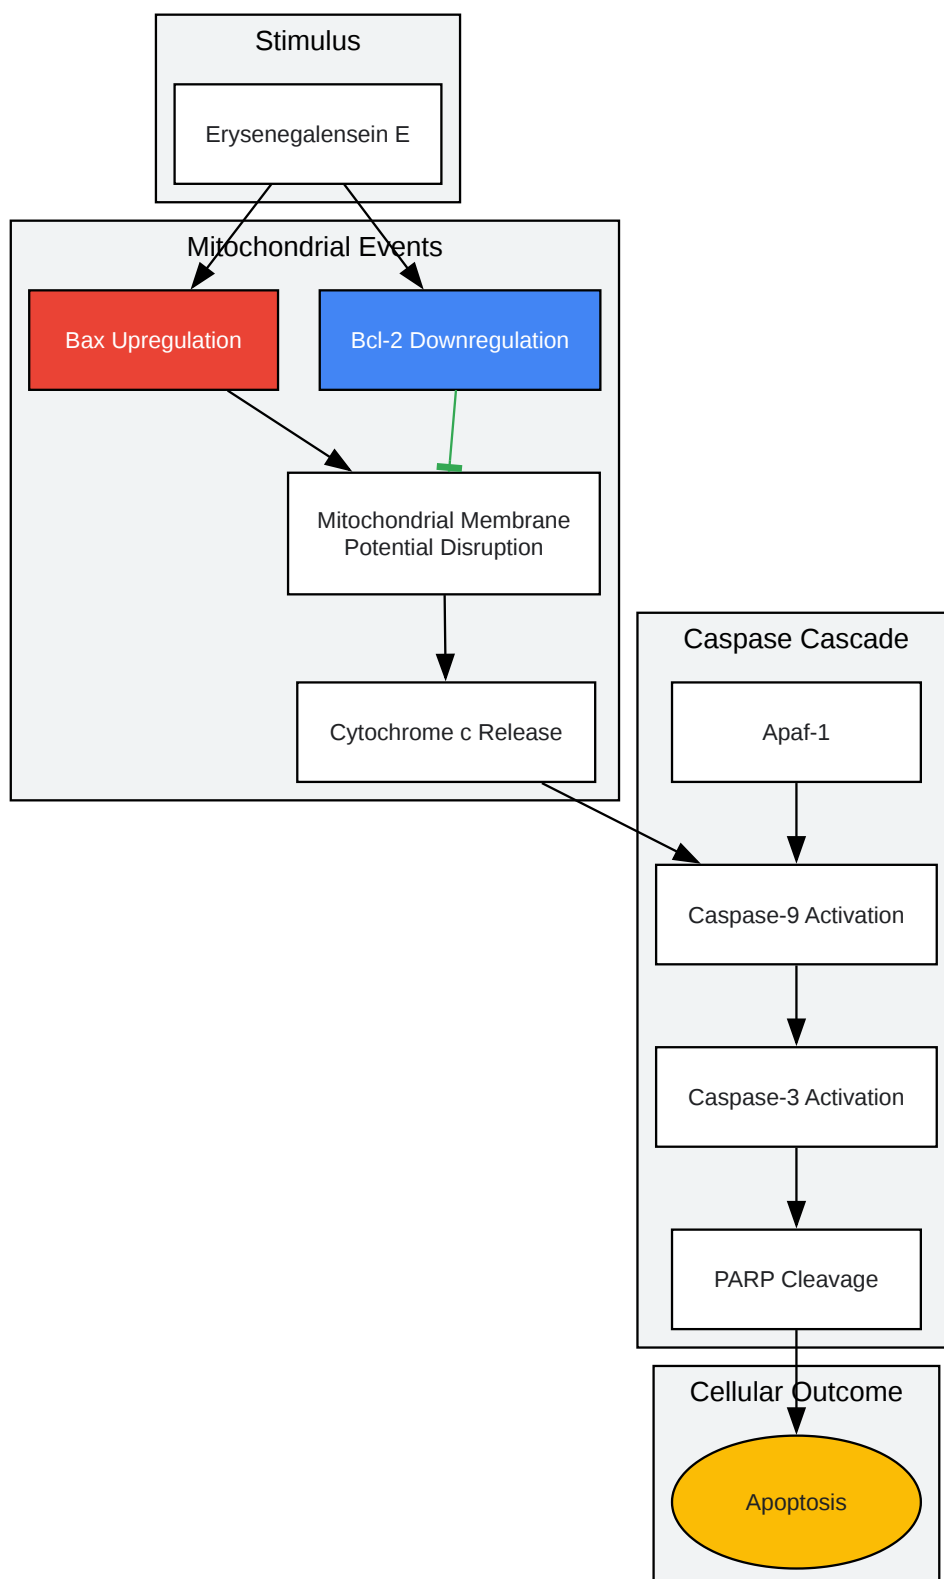 Stimulus
Erysenegalensein E
Mitochondrial Events
Bax Upregulation
Bcl-2 Downregulation
Mitochondrial Membrane
Potential Disruption
Cytochrome c Release
Caspase Cascade
Apaf-1
Caspase-9 Activation
Caspase-3 Activation
PARP Cleavage
Cellular Outcome
Apoptosis